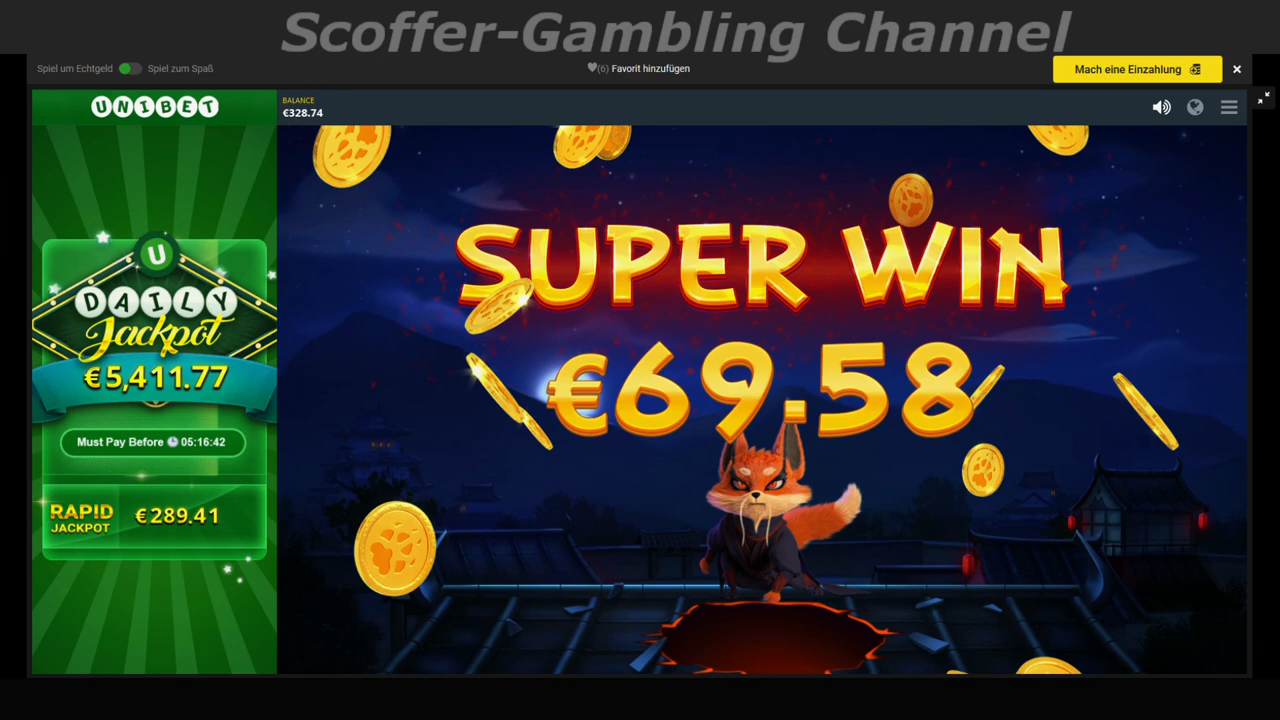 Scoffer-Gambling Channel
Spiel um Echtgeld Spiel zum Spaß
(6) Favorit hinzufügen
Mach eine Einzahlung
UNIBET
BALANCE
€328.74
SUPER WIN
€69.58
U
DAILY
Jackpot
€5,411.77
Must Pay Before 05:16:42
RAPID
JACKPOT
€289.41